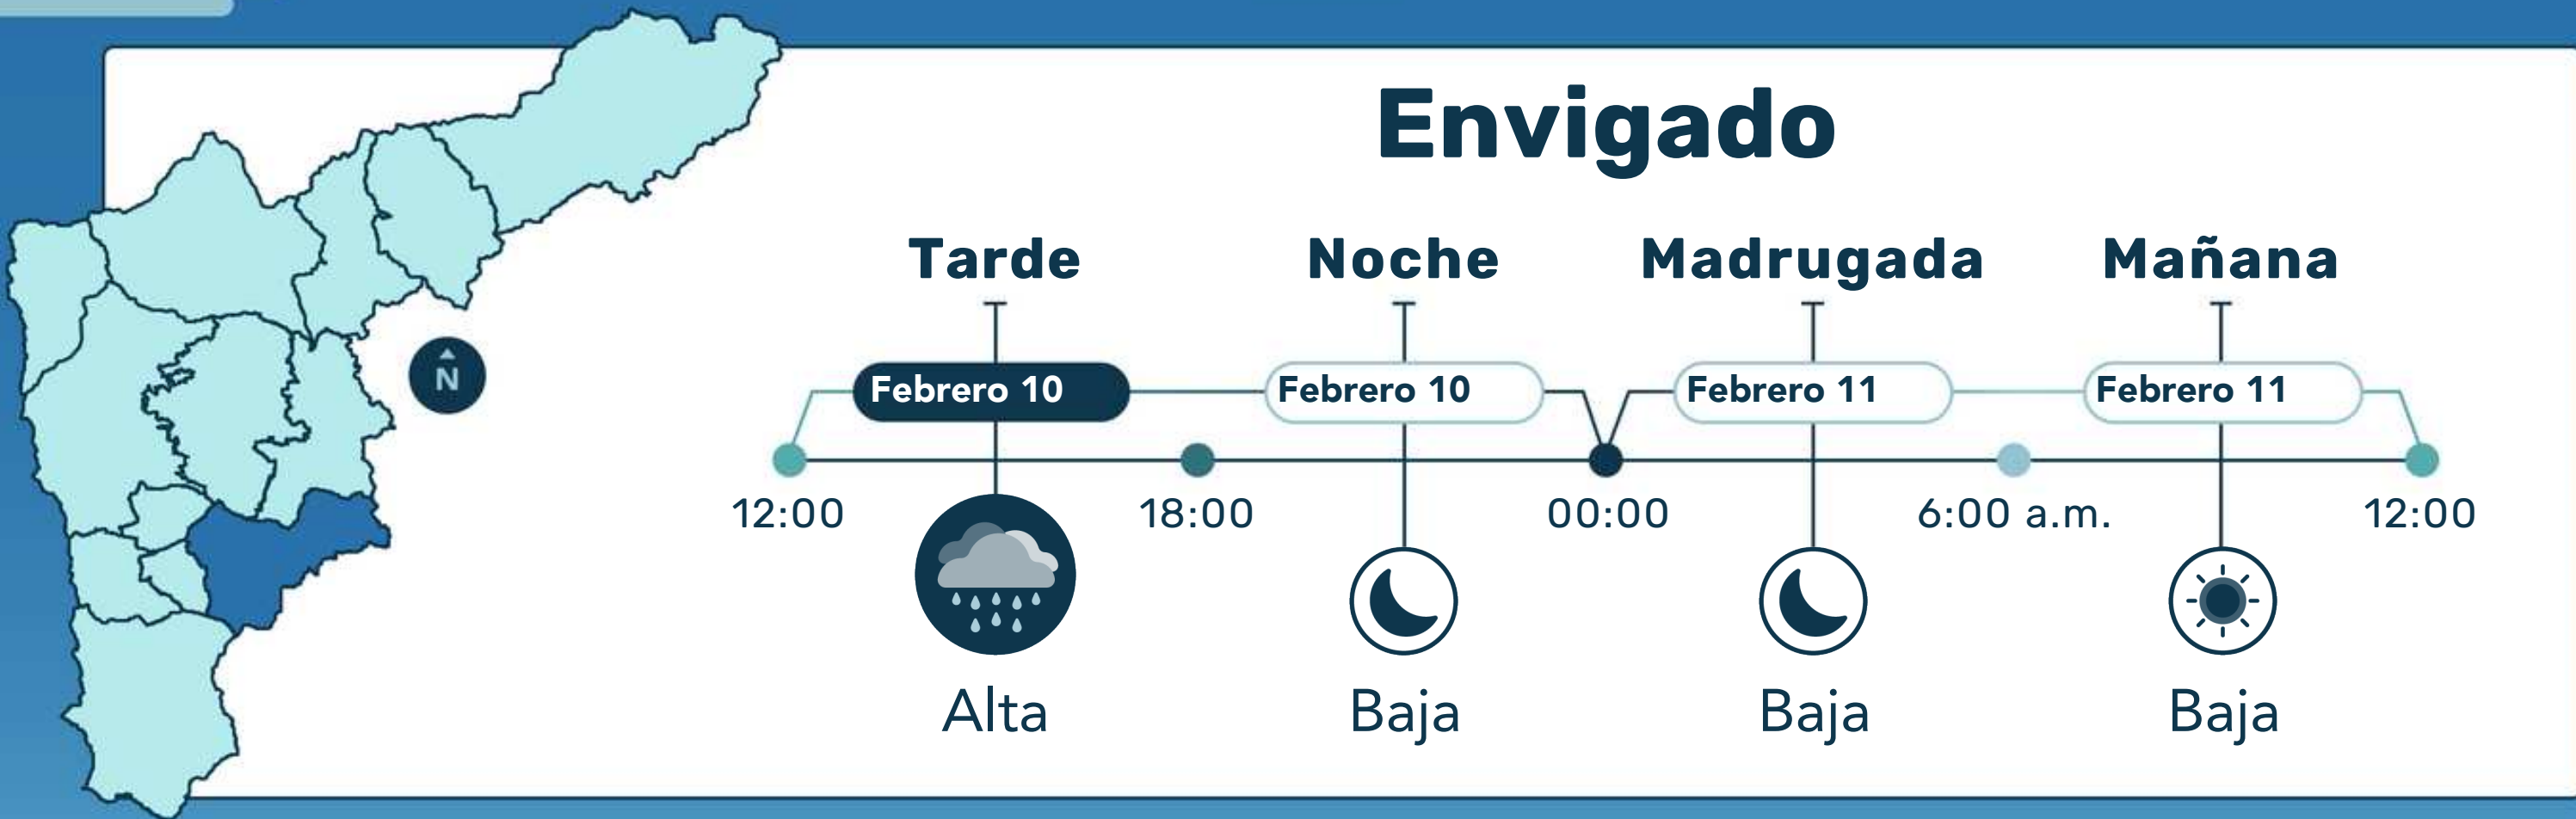 Envigado
Tarde Noche Madrugada Mañana
Febrero 10 Febrero 10 Febrero 11 Febrero 11
N
12:00 18:00 00:00 6:00 a.m. 12:00
Alta Baja Baja Baja